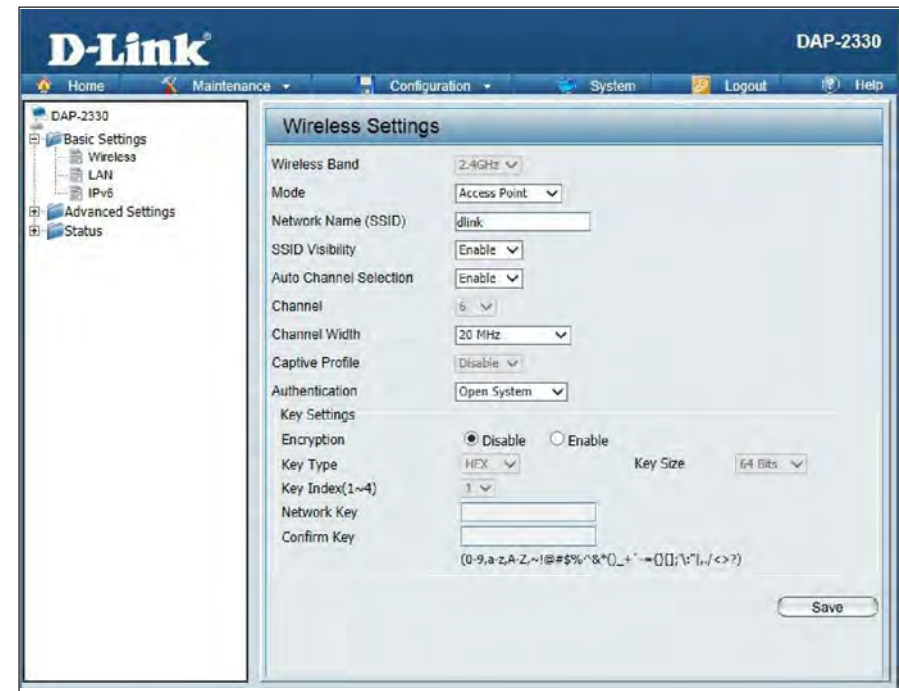 D-Link
DAP-2330
Home Maintenance Configuration System Logout Help
DAP-2330
Basic Settings
Wireless
LAN
IPv6
Advanced Settings
Status
Wireless Settings
Wireless Band 2.4GHz
Mode Access Point
Network Name (SSID) dlink
SSID Visibility Enable
Auto Channel Selection Enable
Channel 6
Channel Width 20 MHz
Captive Profile Disable
Authentication Open System
Key Settings
Encryption Disable Enable
Key Type HEX Key Size 64 Bits
Key Index(1~4) 1
Network Key
Confirm Key
(0-9,a-z,A-Z,~!@#$%^&*()_+`-={}[];'\:"|,./<>?)
Save